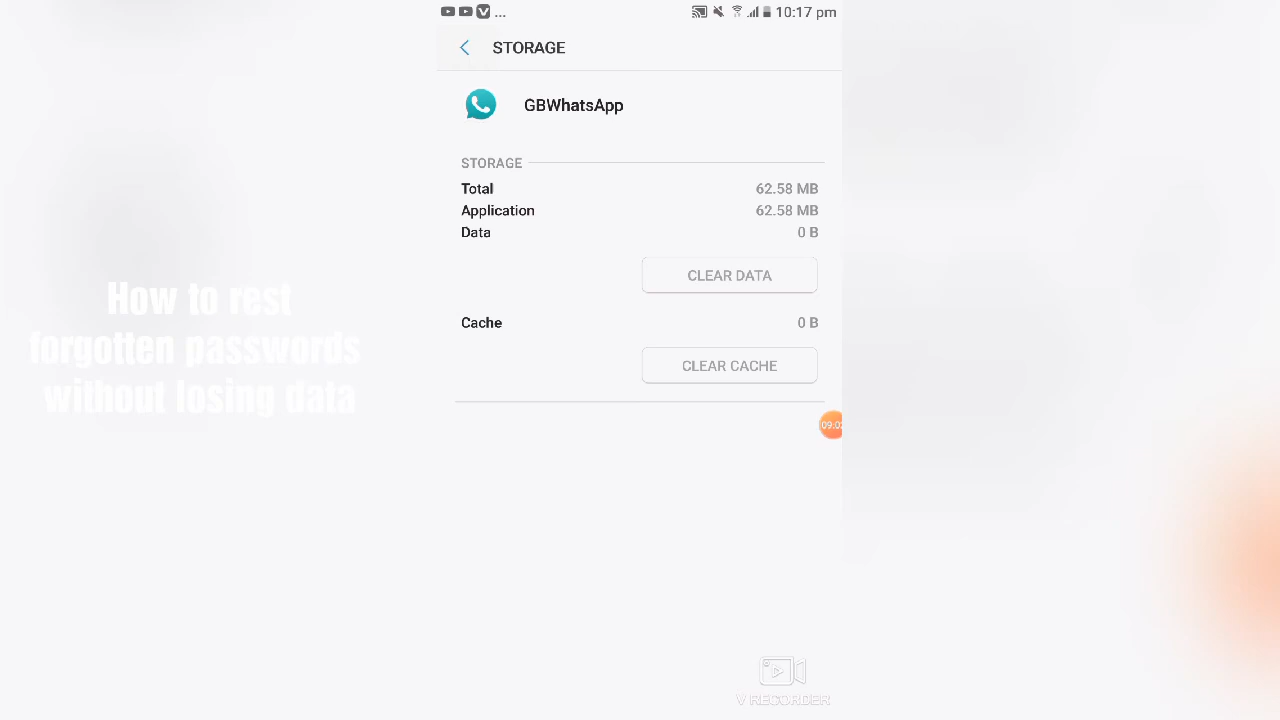 ... 10:17 pm
STORAGE
GBWhatsApp
STORAGE
Total 62.58 MB
Application 62.58 MB
Data 0 B
CLEAR DATA
Cache 0 B
CLEAR CACHE
How to rest
forgotten passwords
without losing data
V RECORDER